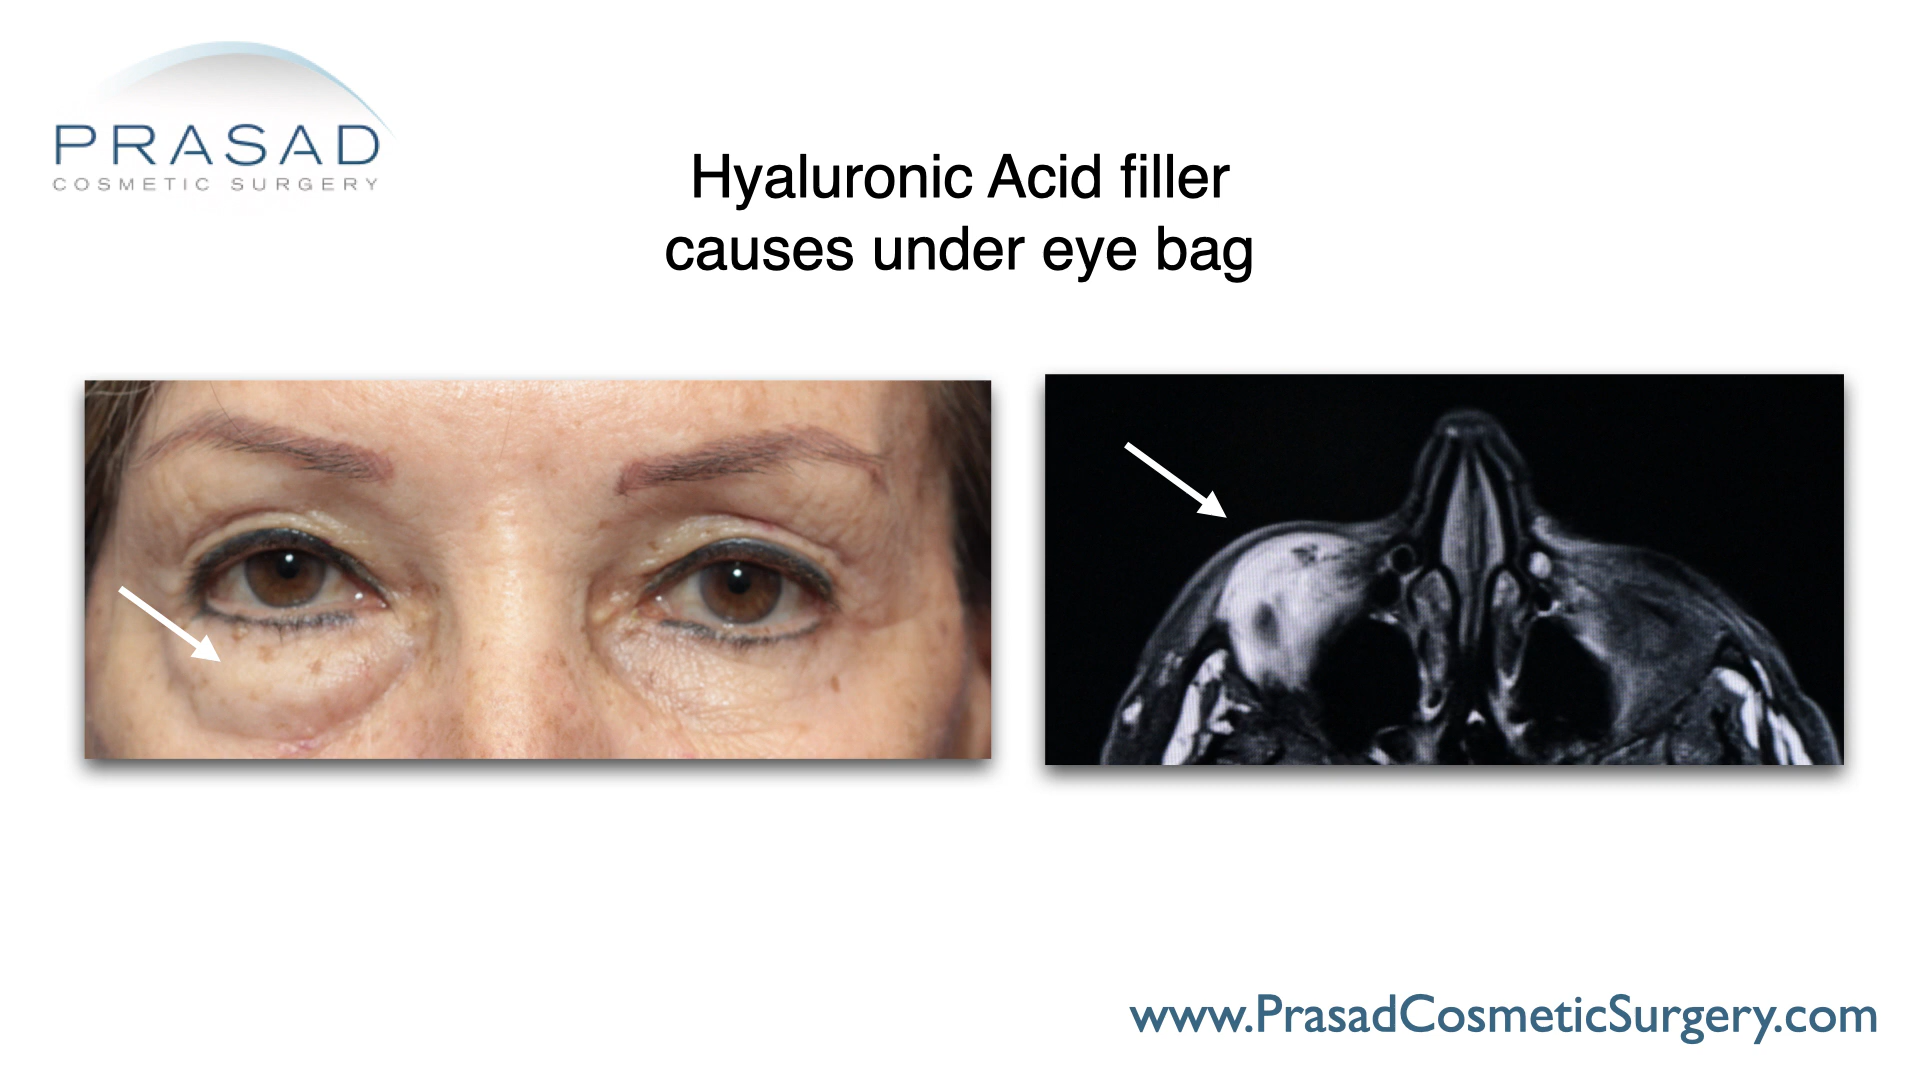 PRASAD
COSMETIC SURGERY
Hyaluronic Acid filler
causes under eye bag
www.PrasadCosmeticSurgery.com